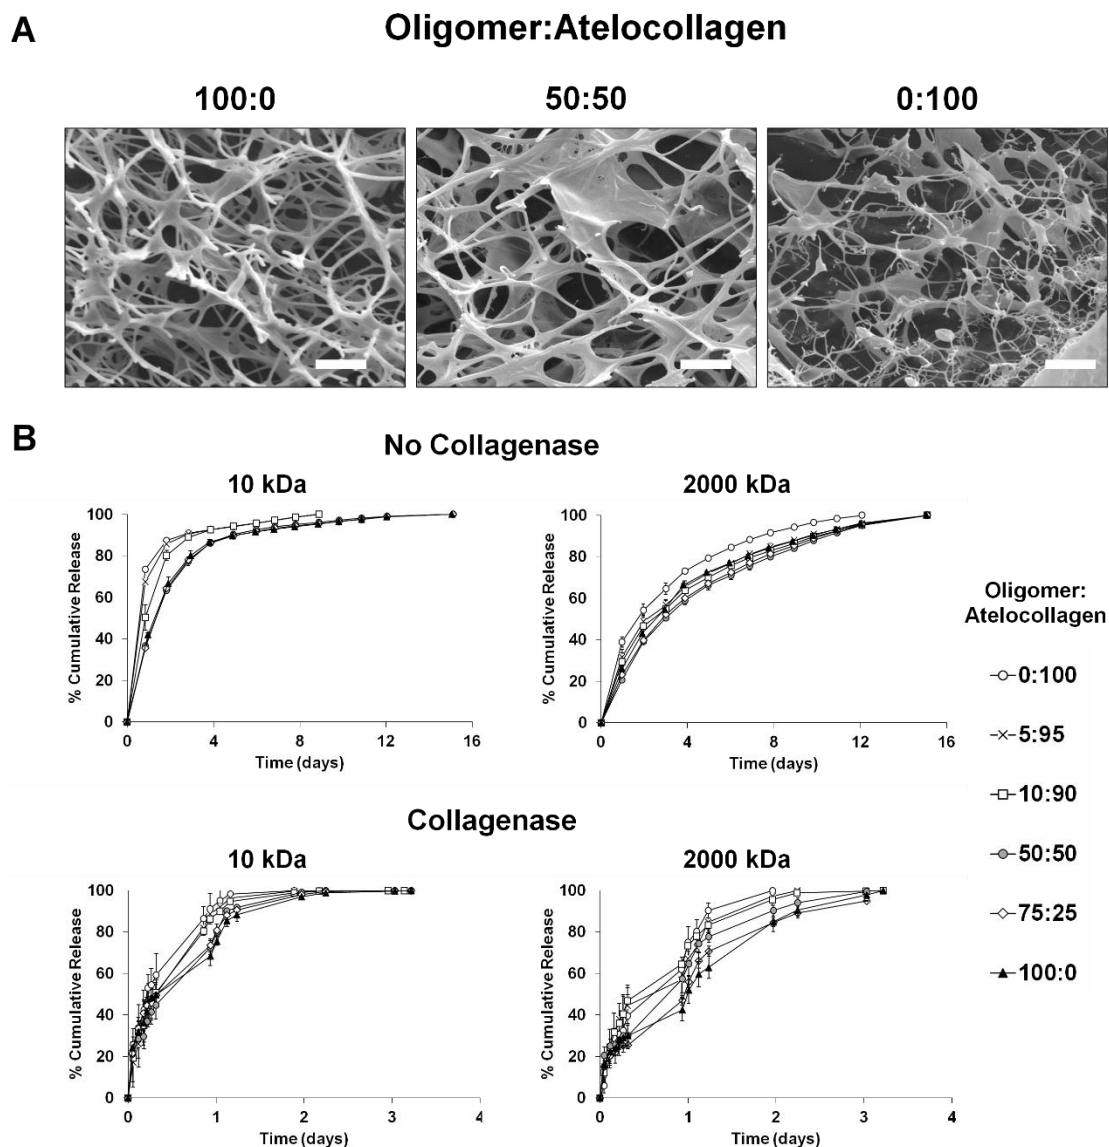 A
Oligomer:Atelocollagen
100:0
50:50
0:100
B
No Collagenase
10 kDa
2000 kDa
% Cumulative Release
100
80
60
40
20
0
0 4 8 12 16
Time (days)
% Cumulative Release
100
80
60
40
20
0
0 4 8 12 16
Time (days)
Collagenase
10 kDa
2000 kDa
% Cumulative Release
100
80
60
40
20
0
0 1 2 3 4
Time (days)
% Cumulative Release
100
80
60
40
20
0
0 1 2 3 4
Time (days)
Oligomer:
Atelocollagen
0:100
5:95
10:90
50:50
75:25
100:0